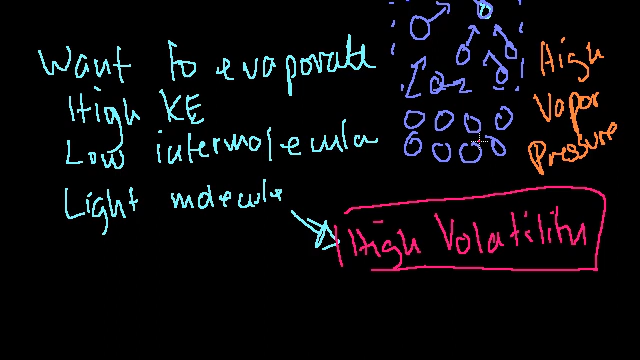 Want to evaporate
High KE
Low intermolecula
Light molecule
High
Vapor
Pressure
High Volatility